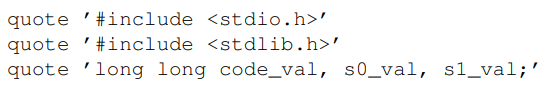 quote ’#include <stdio.h>’
quote ’#include <stdlib.h>’
quote ’long long code_val, s0_val, s1_val;’